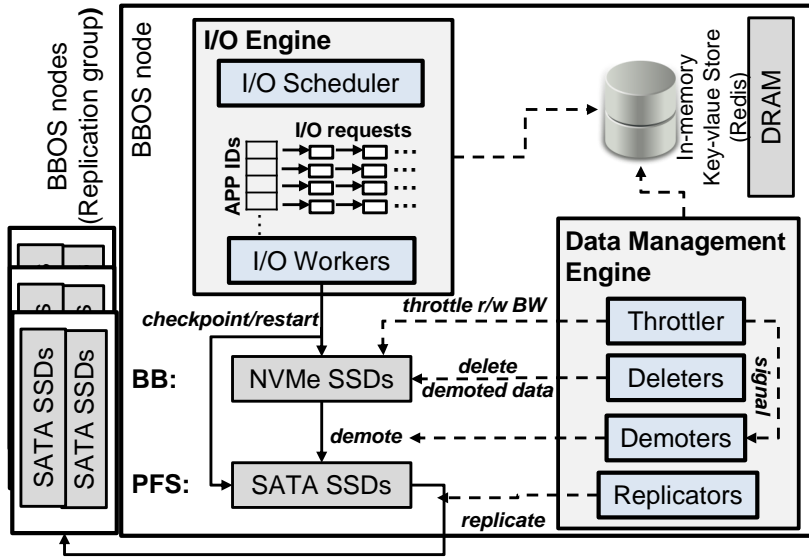 BBOS nodes
(Replication group)
BBOS node
I/O Engine
I/O Scheduler
I/O requests
APP IDs
I/O Workers
In-memory
Key-vlaue Store
(Redis)
DRAM
Data Management
Engine
Throttler
Deleters
Demoters
Replicators
signal
throttle r/w BW
checkpoint/restart
delete
demoted data
demote
replicate
BB:
NVMe SSDs
PFS:
SATA SSDs
SATA SSDs
SATA SSDs
s
s
s
s